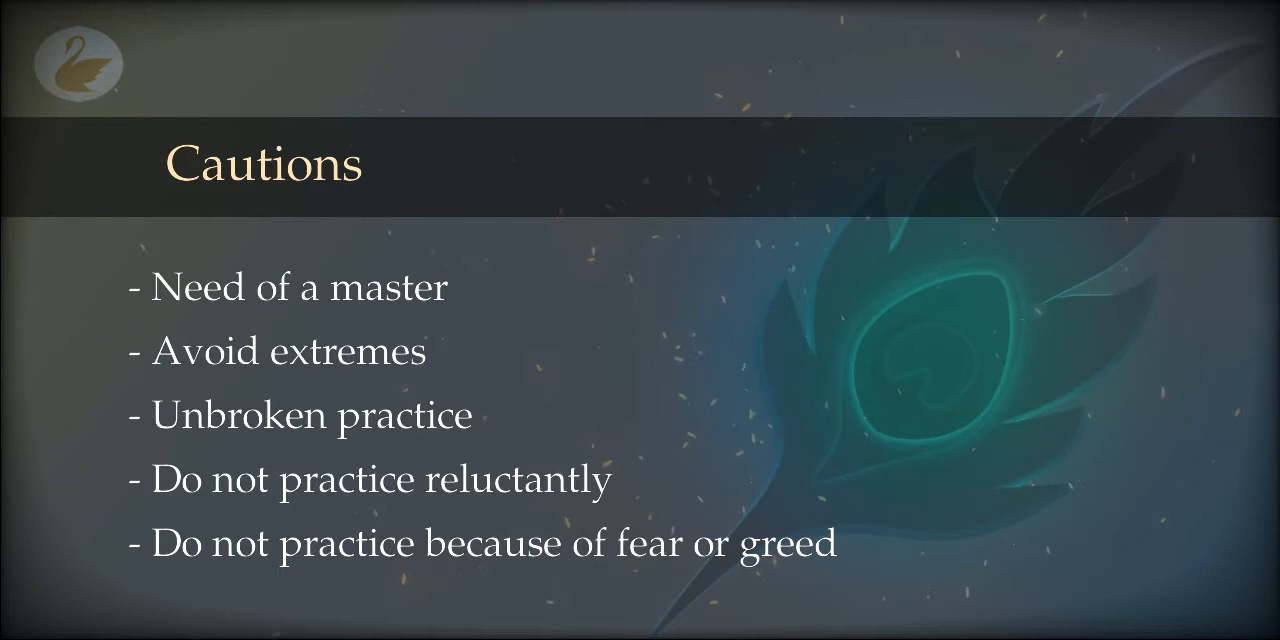 Cautions
- Need of a master
- Avoid extremes
- Unbroken practice
- Do not practice reluctantly
- Do not practice because of fear or greed